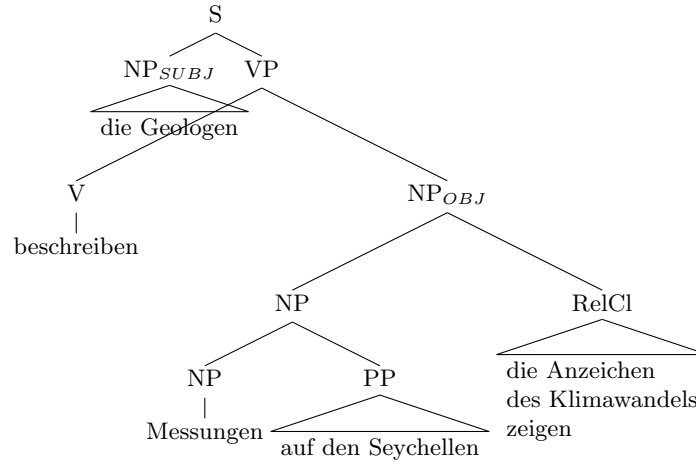 S
NP_SUBJ VP
die Geologen
V NP_OBJ
beschreiben
NP RelCl
NP PP
die Anzeichen
des Klimawandels
zeigen
Messungen auf den Seychellen